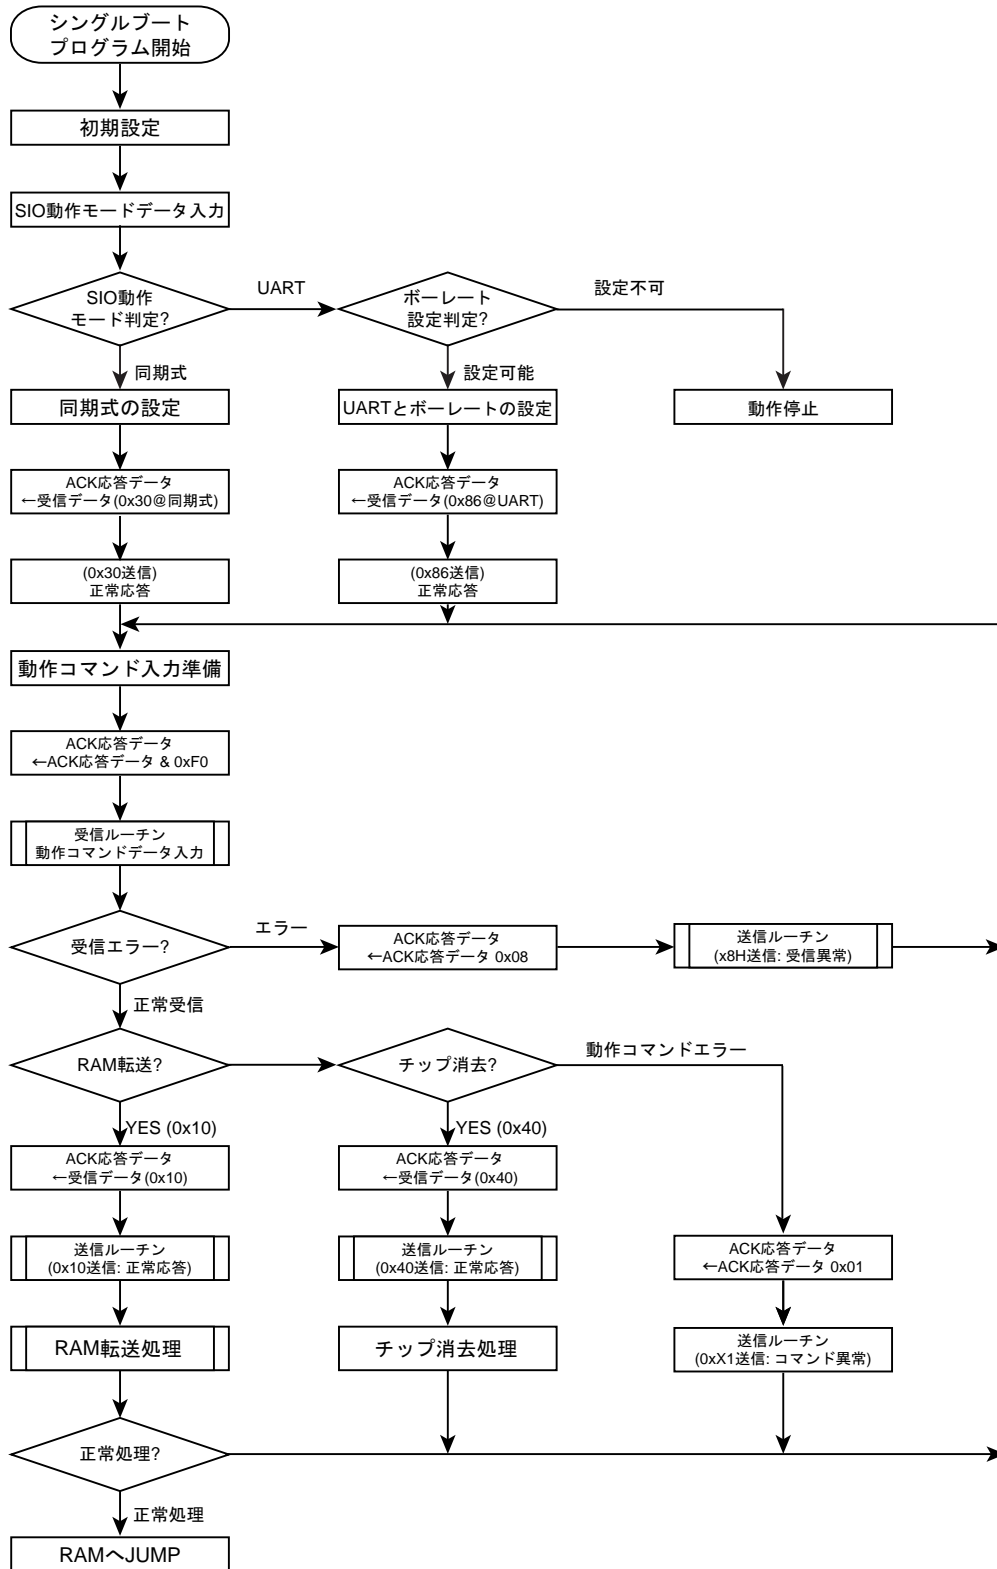 シングルブート
プログラム開始
初期設定
SIO動作モードデータ入力
SIO動作
モード判定?
UART
ボーレート
設定判定?
設定不可
同期式
設定可能
同期式の設定
UARTとボーレートの設定
動作停止
ACK応答データ
←受信データ(0x30@同期式)
ACK応答データ
←受信データ(0x86@UART)
(0x30送信)
正常応答
(0x86送信)
正常応答
動作コマンド入力準備
ACK応答データ
←ACK応答データ & 0xF0
受信ルーチン
動作コマンドデータ入力
受信エラー?
エラー
ACK応答データ
←ACK応答データ 0x08
送信ルーチン
(x8H送信: 受信異常)
正常受信
RAM転送?
チップ消去?
動作コマンドエラー
YES (0x10)
YES (0x40)
ACK応答データ
←受信データ(0x10)
ACK応答データ
←受信データ(0x40)
送信ルーチン
(0x10送信: 正常応答)
送信ルーチン
(0x40送信: 正常応答)
ACK応答データ
←ACK応答データ 0x01
RAM転送処理
チップ消去処理
送信ルーチン
(0xX1送信: コマンド異常)
正常処理?
正常処理
RAMへJUMP